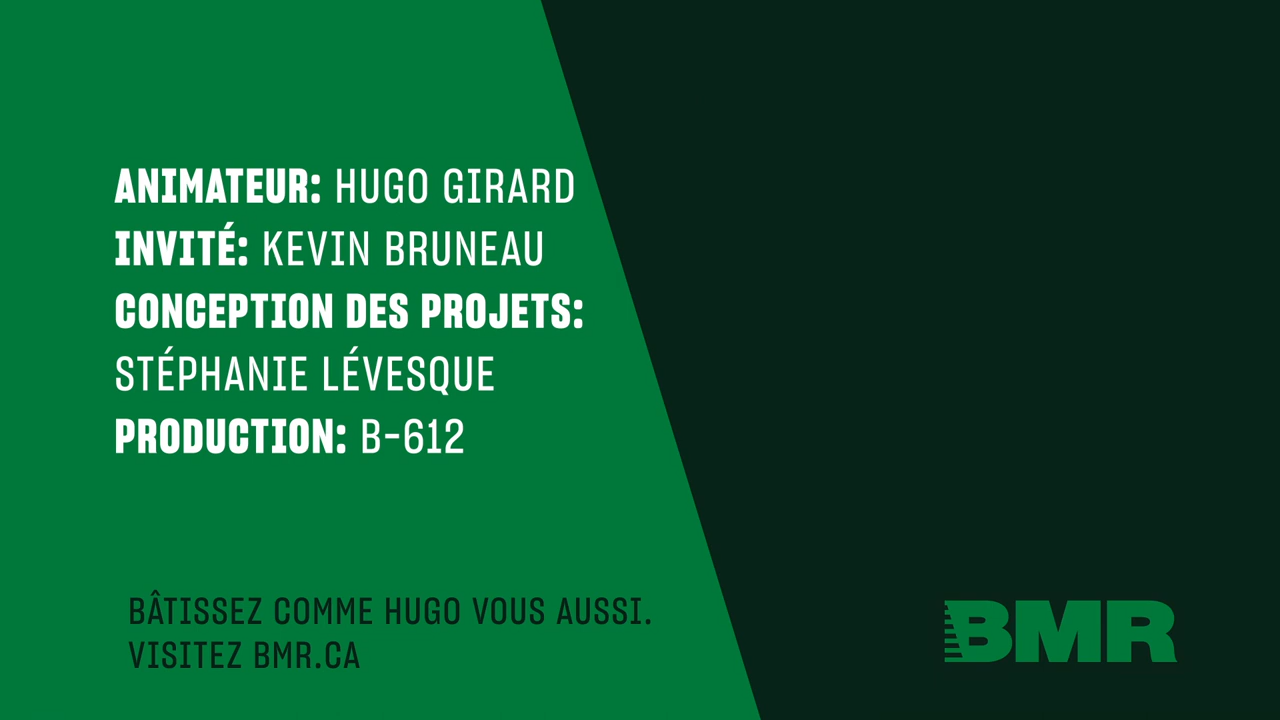 ANIMATEUR: HUGO GIRARD
INVITÉ: KEVIN BRUNEAU
CONCEPTION DES PROJETS:
STÉPHANIE LÉVESQUE
PRODUCTION: B-612
BÂTISSEZ COMME HUGO VOUS AUSSI.
VISITEZ BMR.CA
BMR